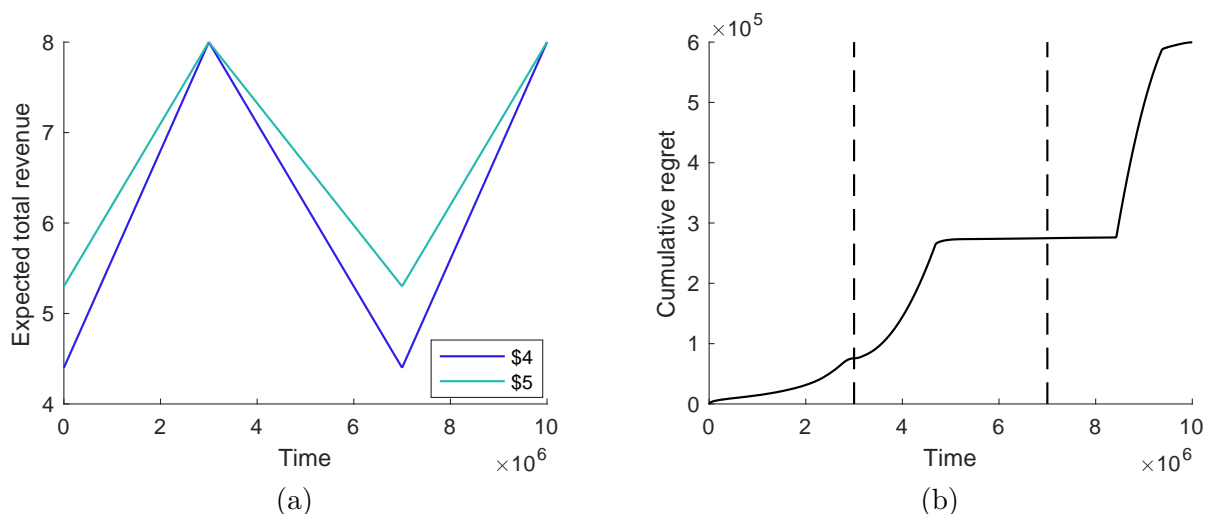 Expected total revenue
8
7
6
5
4
0 2 4 6 8 10
Time
×10^6
$4
$5
(a)
×10^5
Cumulative regret
6
5
4
3
2
1
0
0 2 4 6 8 10
Time
×10^6
(b)